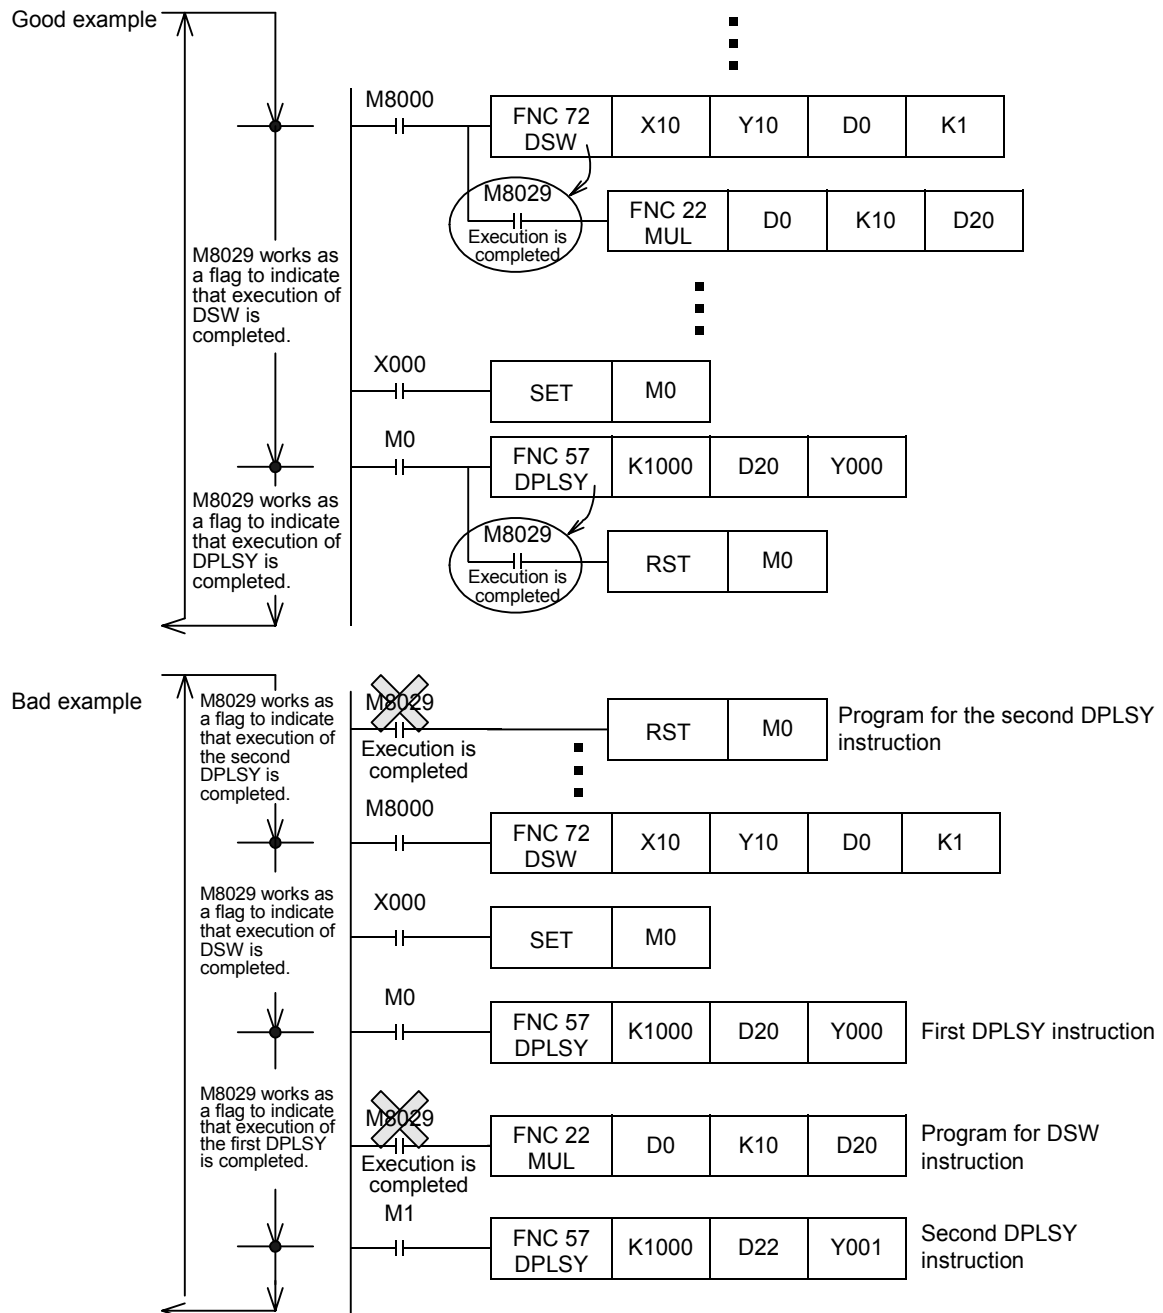 Good example
M8000
FNC 72
DSW
X10
Y10
D0
K1
M8029
Execution is
completed
FNC 22
MUL
D0
K10
D20
M8029 works as
a flag to indicate
that execution of
DSW is
completed.
X000
SET
M0
M0
FNC 57
DPLSY
K1000
D20
Y000
M8029 works as
a flag to indicate
that execution of
DPLSY is
completed.
M8029
Execution is
completed
RST
M0
Bad example
M8029 works as
a flag to indicate
that execution of
the second
DPLSY is
completed.
M8029
Execution is
completed
RST
M0
Program for the second DPLSY
instruction
M8000
FNC 72
DSW
X10
Y10
D0
K1
M8029 works as
a flag to indicate
that execution of
DSW is
completed.
X000
SET
M0
M0
FNC 57
DPLSY
K1000
D20
Y000
First DPLSY instruction
M8029 works as
a flag to indicate
that execution of
the first DPLSY
is completed.
M8029
Execution is
completed
FNC 22
MUL
D0
K10
D20
Program for DSW
instruction
M1
FNC 57
DPLSY
K1000
D22
Y001
Second DPLSY
instruction